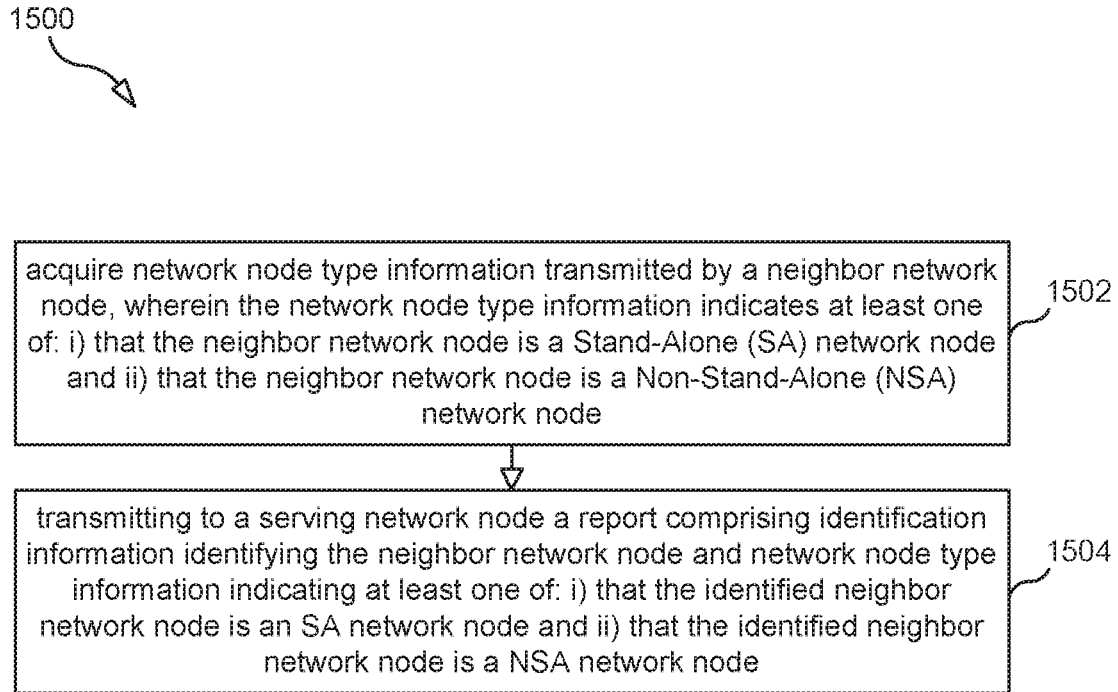 1500
acquire network node type information transmitted by a neighbor network
node, wherein the network node type information indicates at least one
of: i) that the neighbor network node is a Stand-Alone (SA) network node
and ii) that the neighbor network node is a Non-Stand-Alone (NSA)
network node
1502
transmitting to a serving network node a report comprising identification
information identifying the neighbor network node and network node type
information indicating at least one of: i) that the identified neighbor
network node is an SA network node and ii) that the identified neighbor
network node is a NSA network node
1504